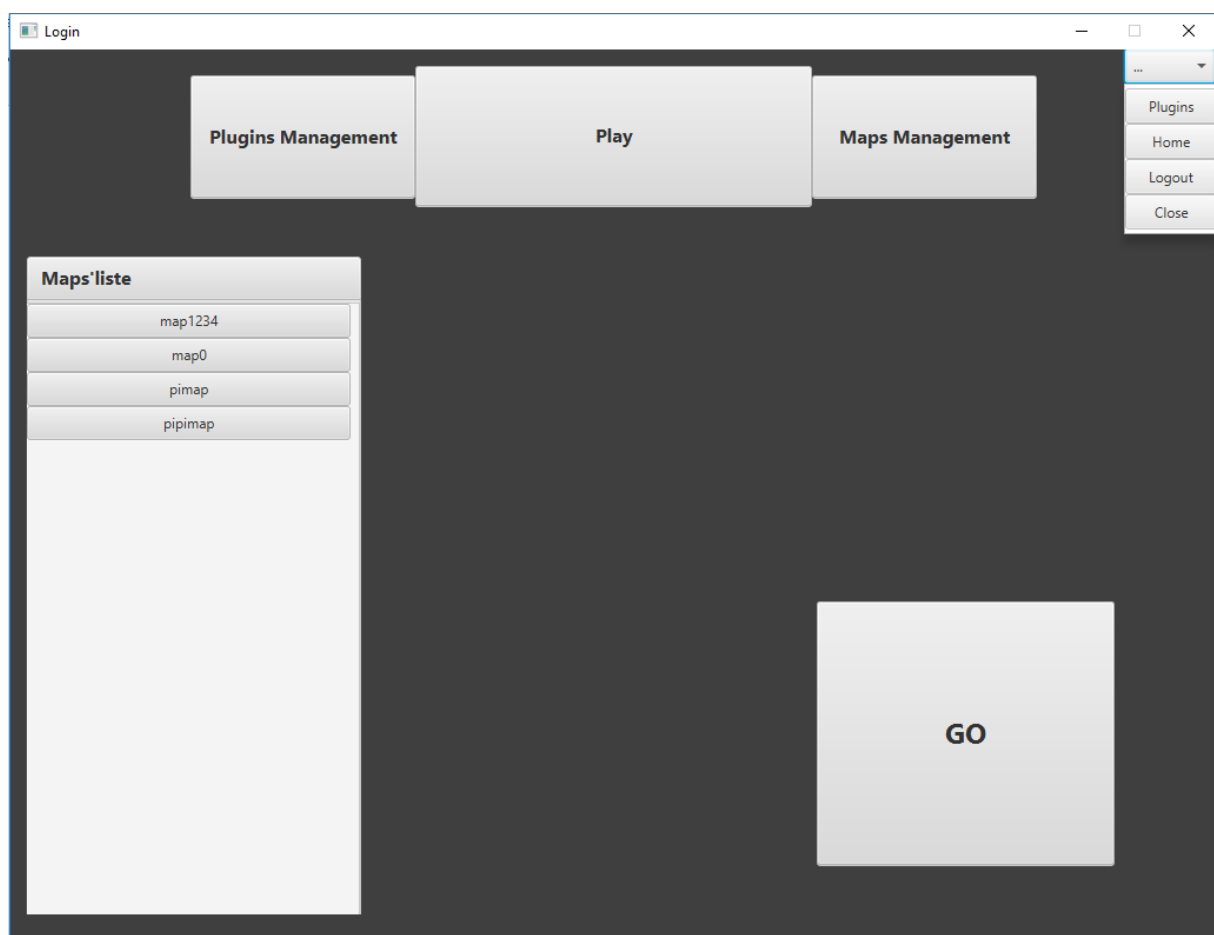 Login
...
Plugins Management
Play
Maps Management
Plugins
Home
Logout
Close
Maps'liste
map1234
map0
pimap
pipimap
GO